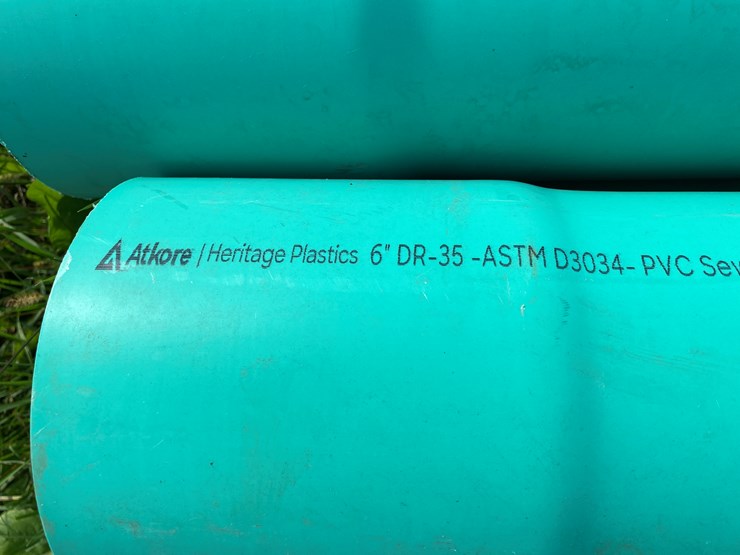 Atkore / Heritage Plastics 6" DR-35 -ASTM D3034- PVC